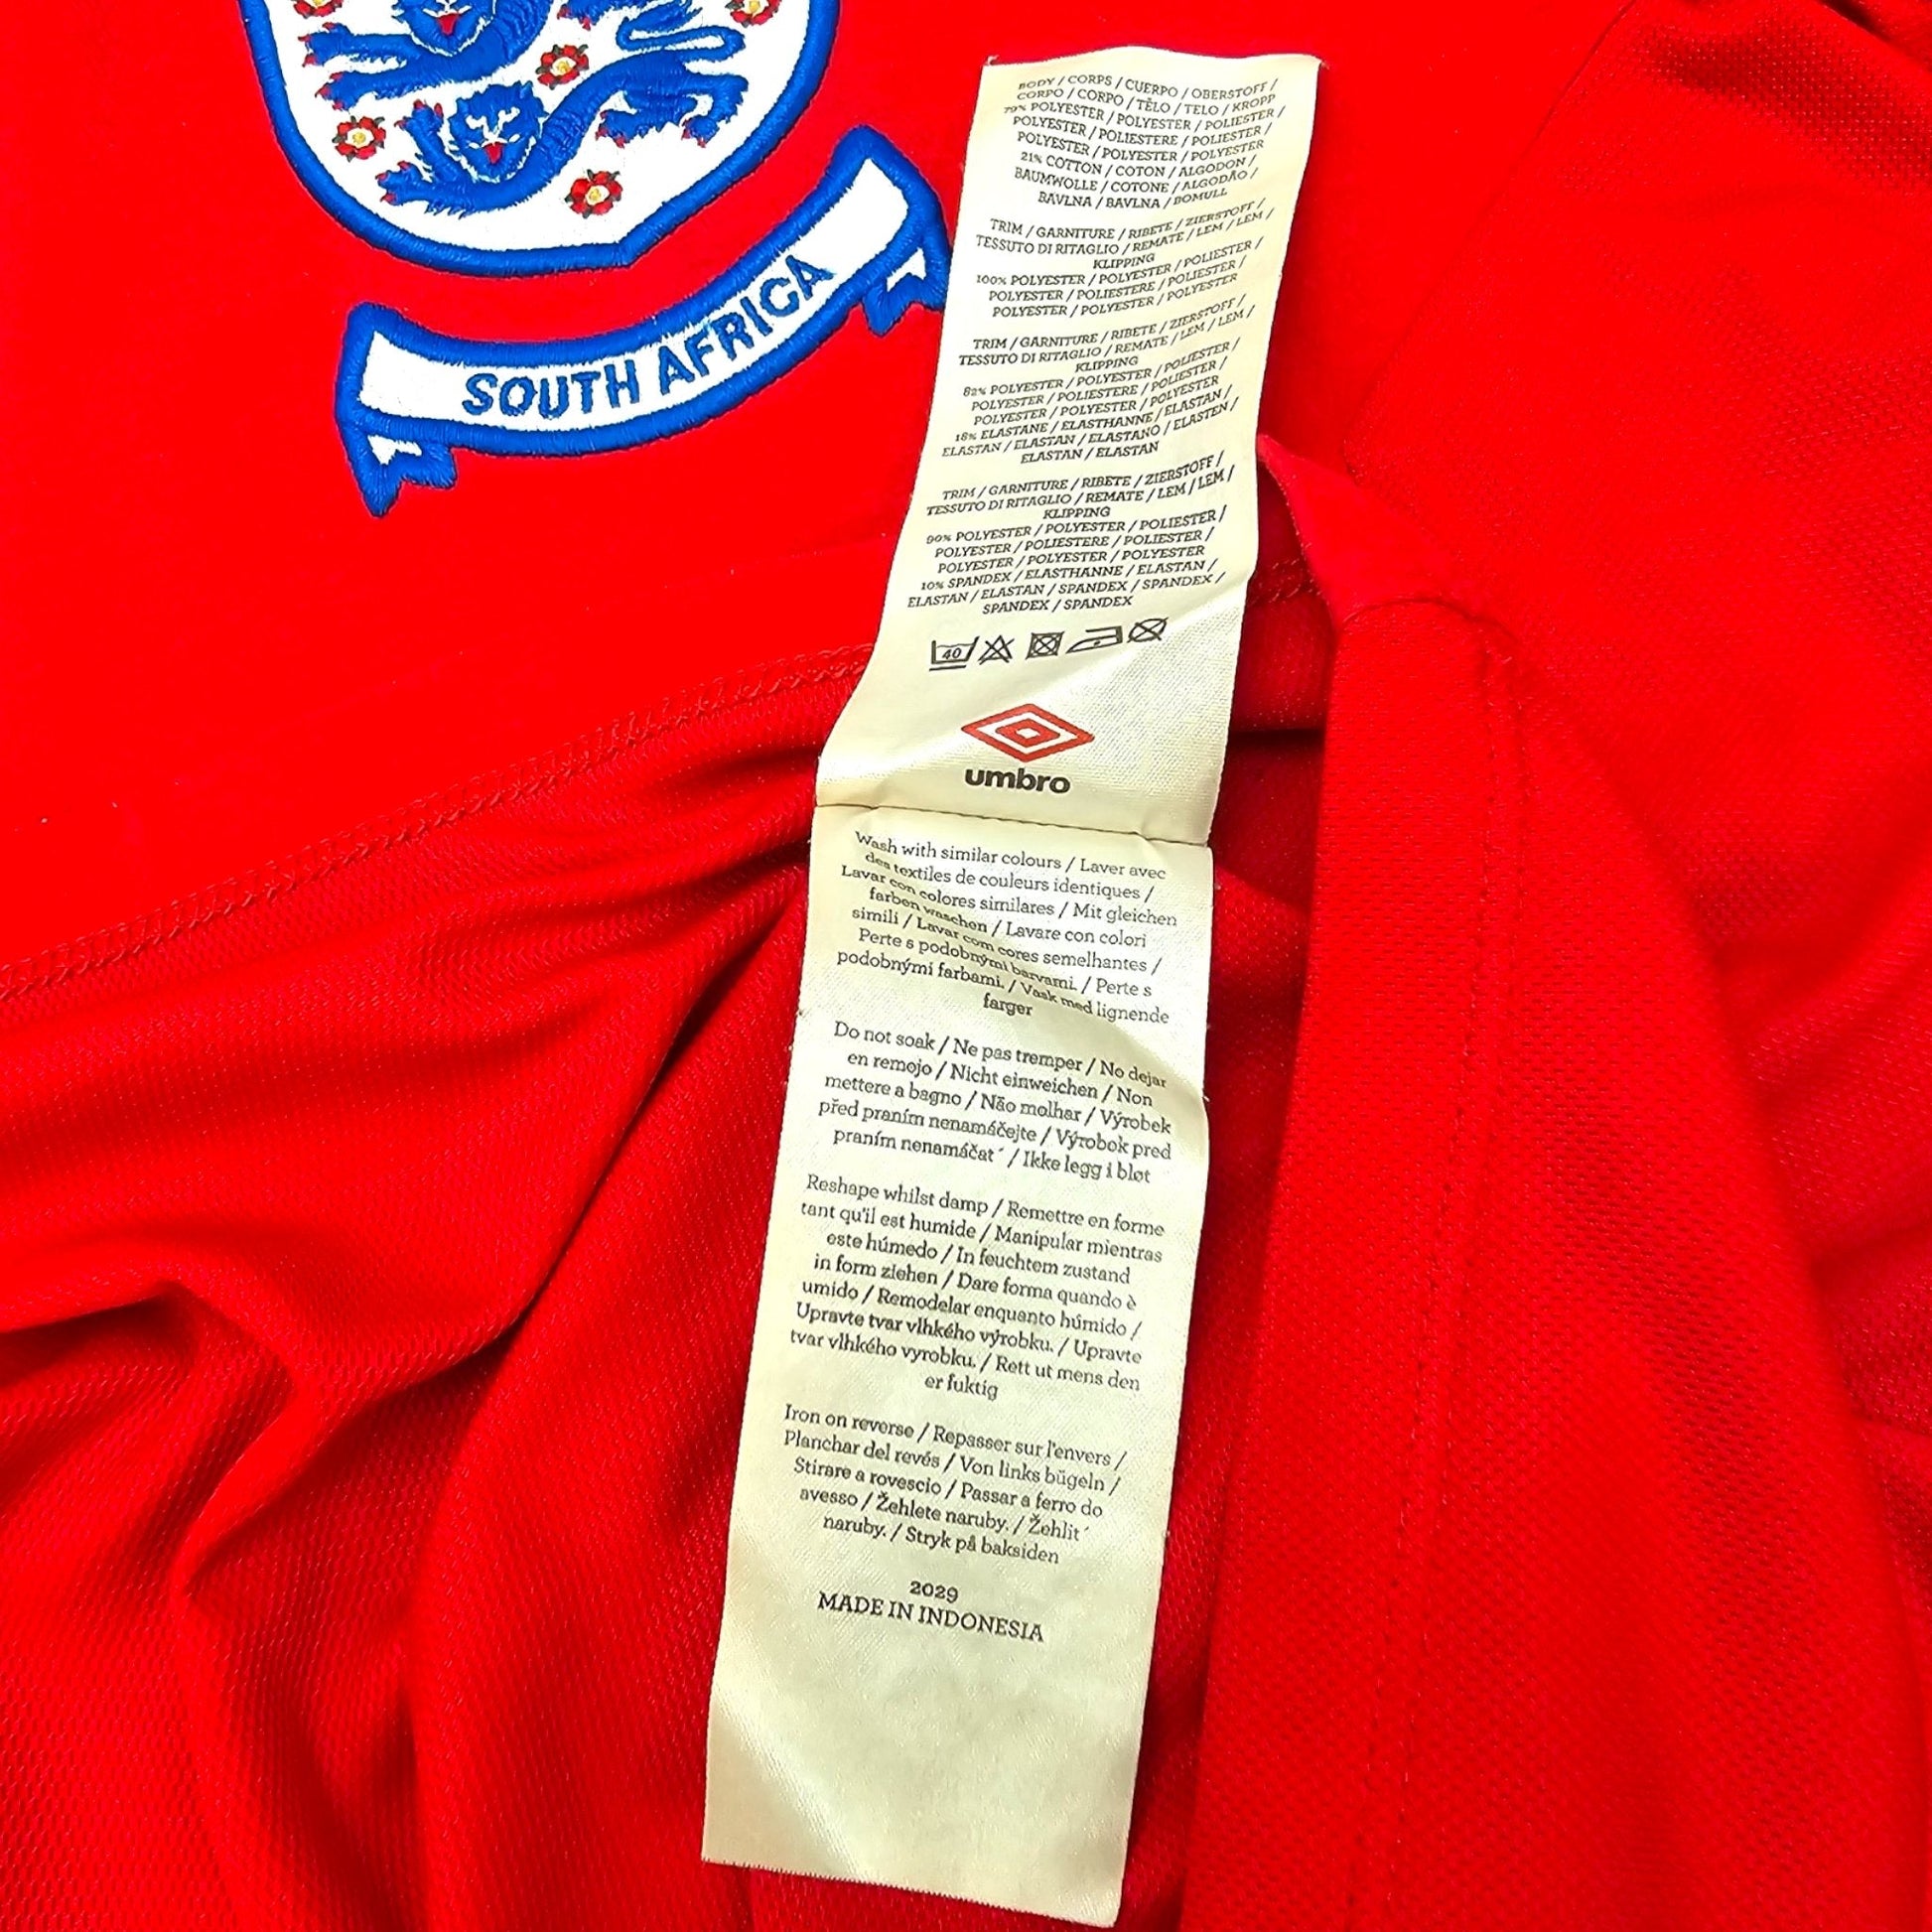 SOUTH AFRICA
BODY / CORPS / CUERPO / OBERSTOFF /
CORPO / CORPO / TĚLO / TELO / KROPP
79% POLYESTER / POLYESTER / POLIESTER /
POLYESTER / POLIESTERE / POLIESTER /
POLYESTER / POLYESTER / POLYESTER
21% COTTON / COTON / ALGODON /
BAUMWOLLE / COTONE / ALGODÃO /
BAVLNA / BAVLNA / BOMULL
TRIM / GARNITURE / RIBETE / ZIERSTOFF /
TESSUTO DI RITAGLIO / REMATE / LEM / LEM /
KLIPPING
100% POLYESTER / POLYESTER / POLIESTER /
POLYESTER / POLIESTERE / POLIESTER /
POLYESTER / POLYESTER / POLYESTER
TRIM / GARNITURE / RIBETE / ZIERSTOFF /
TESSUTO DI RITAGLIO / REMATE / LEM / LEM /
KLIPPING
82% POLYESTER / POLYESTER / POLIESTER /
POLYESTER / POLIESTERE / POLIESTER /
POLYESTER / POLYESTER / POLYESTER
18% ELASTANE / ELASTHANNE / ELASTAN /
ELASTAN / ELASTAN / ELASTANO / ELASTEN /
ELASTAN / ELASTAN
TRIM / GARNITURE / RIBETE / ZIERSTOFF /
TESSUTO DI RITAGLIO / REMATE / LEM / LEM /
KLIPPING
90% POLYESTER / POLYESTER / POLIESTER /
POLYESTER / POLIESTERE / POLIESTER /
POLYESTER / POLYESTER / POLYESTER
10% SPANDEX / ELASTHANNE / ELASTAN /
ELASTAN / ELASTAN / SPANDEX / SPANDEX /
SPANDEX / SPANDEX
40
umbro
Wash with similar colours / Laver avec
des textiles de couleurs identiques /
Lavar con colores similares / Mit gleichen
farben waschen / Lavare con colori
simili / Lavar com cores semelhantes /
Perte s podobnými barvami. / Perte s
podobnými farbami. / Vask med lignende
farger
Do not soak / Ne pas tremper / No dejar
en remojo / Nicht einweichen / Non
mettere a bagno / Não molhar / Výrobek
před praním nenamáčejte / Výrobok pred
praním nenamáčat´ / Ikke legg i bløt
Reshape whilst damp / Remettre en forme
tant qu'il est humide / Manipular mientras
este húmedo / In feuchtem zustand
in form ziehen / Dare forma quando è
umido / Remodelar enquanto húmido /
Upravte tvar vlhkého výrobku. / Upravte
tvar vlhkého vyrobku. / Rett ut mens den
er fuktig
Iron on reverse / Repasser sur l'envers /
Planchar del revés / Von links bügeln /
Stirare a rovescio / Passar a ferro do
avesso / Žehlete naruby. / Žehlit´
naruby. / Stryk på baksiden
2029
MADE IN INDONESIA